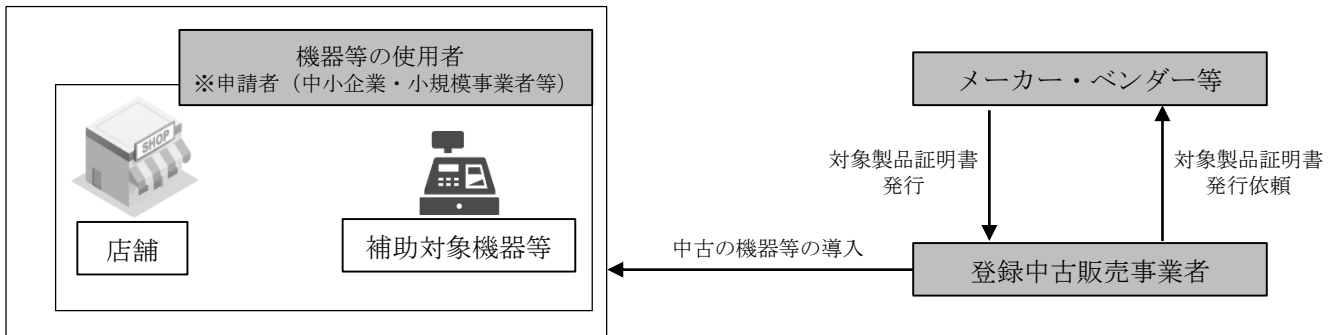 機器等の使用者
※申請者（中小企業・小規模事業者等）
SHOP
店舗
補助対象機器等
中古の機器等の導入
メーカー・ベンダー等
対象製品証明書
発行
対象製品証明書
発行依頼
登録中古販売事業者